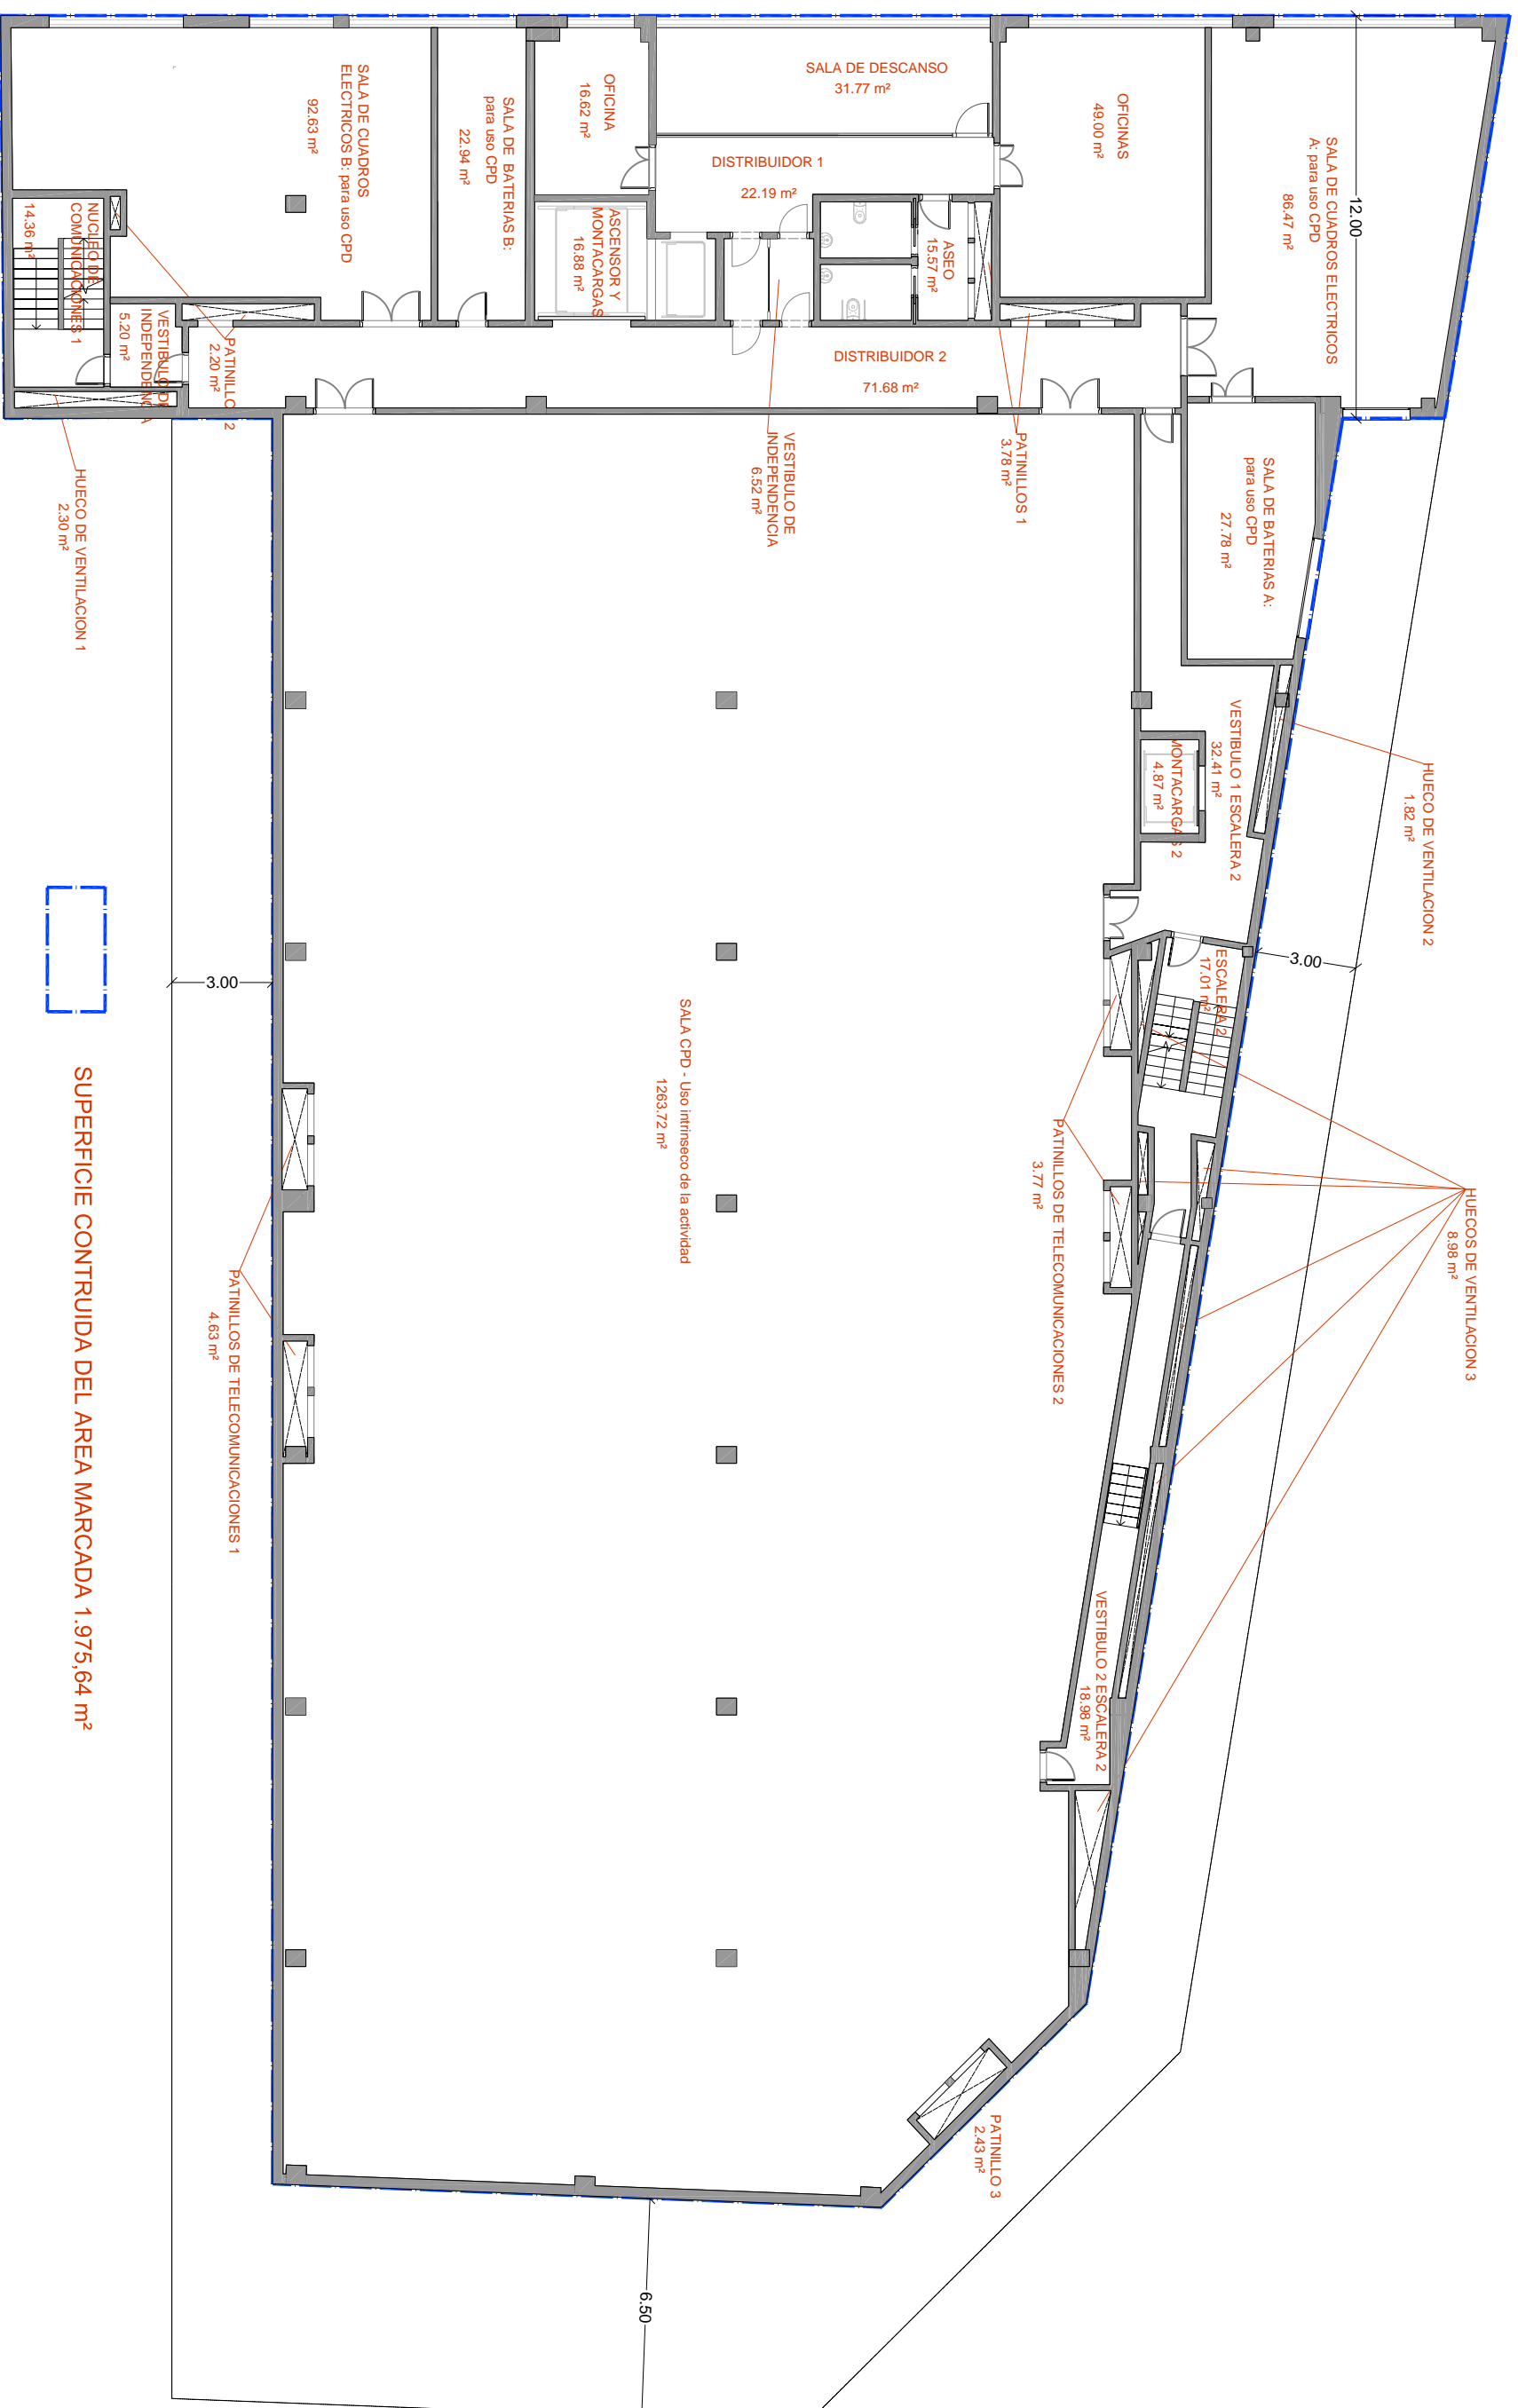 SALA DE CUADROS
ELECTRICOS B: para uso CPD
92.63 m²
SALA DE BATERIAS B:
para uso CPD
22.94 m²
OFICINA
16.62 m²
SALA DE DESCANSO
31.77 m²
OFICINAS
49.00 m²
SALA DE CUADROS ELECTRICOS
A: para uso CPD
86.47 m²
12.00
DISTRIBUIDOR 1
22.19 m²
NUCLEO DE
COMUNICACIONES 1
14.36 m²
ASCENSOR Y
MONTACARGAS
16.88 m²
ASEO
15.57 m²
VESTIBULO DE
INDEPENDENCIA
5.20 m²
PATINILLO 2
2.20 m²
DISTRIBUIDOR 2
71.68 m²
VESTIBULO DE
INDEPENDENCIA
6.52 m²
PATINILLOS 1
3.78 m²
SALA DE BATERIAS A:
para uso CPD
27.78 m²
HUECO DE VENTILACION 1
2.30 m²
VESTIBULO 1 ESCALERA 2
32.41 m²
MONTACARGAS 2
4.87 m²
HUECO DE VENTILACION 2
1.82 m²
3.00
3.00
ESCALERA 2
17.01 m²
SALA CPD - Uso intrinseco de la actividad
1263.72 m²
PATINILLOS DE TELECOMUNICACIONES 2
3.77 m²
HUECOS DE VENTILACION 3
8.98 m²
PATINILLOS DE TELECOMUNICACIONES 1
4.63 m²
SUPERFICIE CONTRUIDA DEL AREA MARCADA 1.975,64 m²
VESTIBULO 2 ESCALERA 2
18.98 m²
PATINILLO 3
2.43 m²
6.50